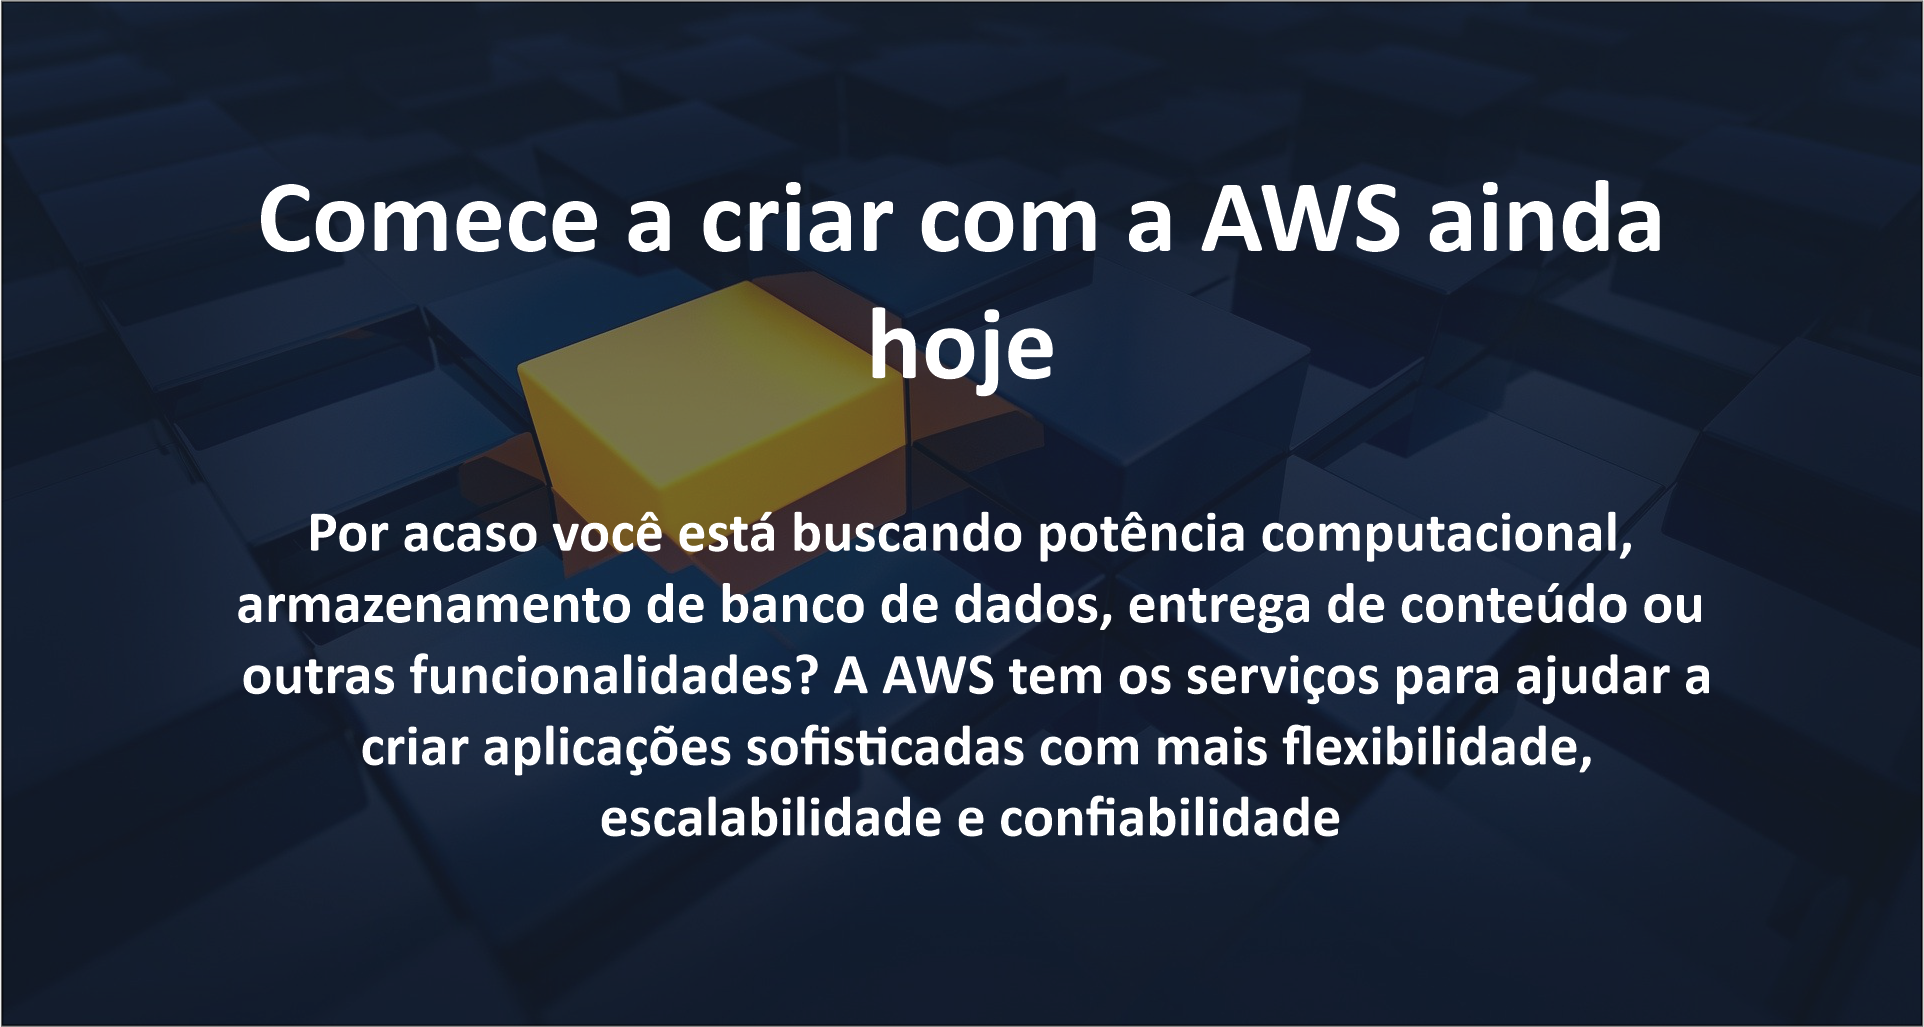 Comece a criar com a AWS ainda
hoje
Por acaso você está buscando potência computacional,
armazenamento de banco de dados, entrega de conteúdo ou
outras funcionalidades? A AWS tem os serviços para ajudar a
criar aplicações sofisticadas com mais flexibilidade,
escalabilidade e confiabilidade